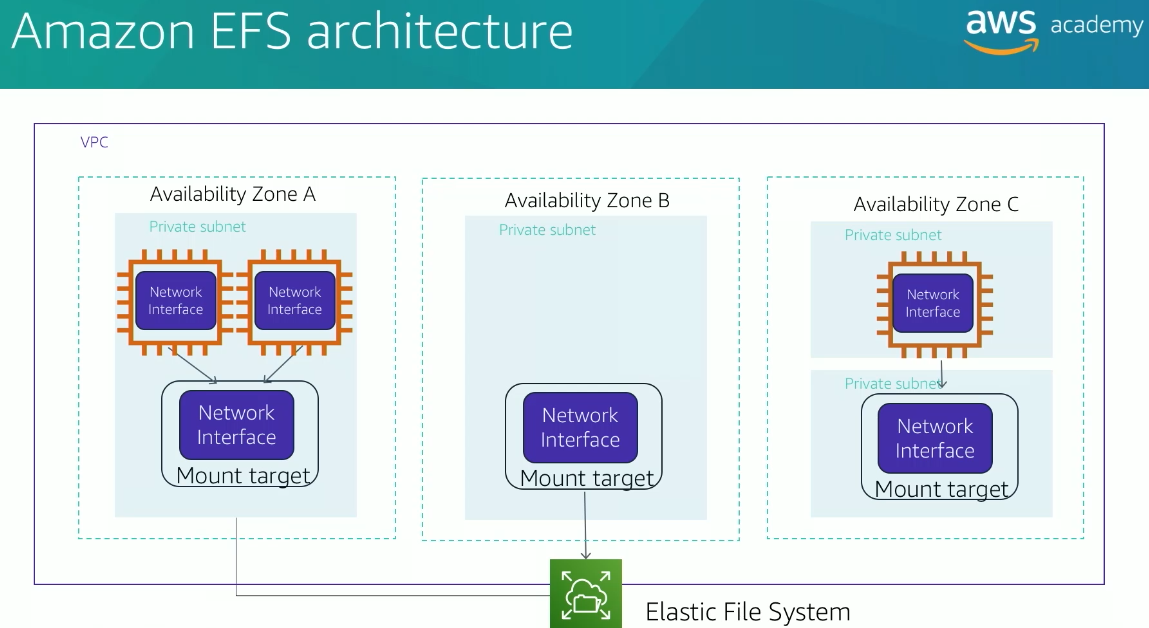 Amazon EFS architecture
aws academy
VPC
Availability Zone A
Private subnet
Network
Interface
Network
Interface
Network
Interface
Mount target
Availability Zone B
Private subnet
Network
Interface
Mount target
Availability Zone C
Private subnet
Network
Interface
Private subnet
Network
Interface
Mount target
Elastic File System